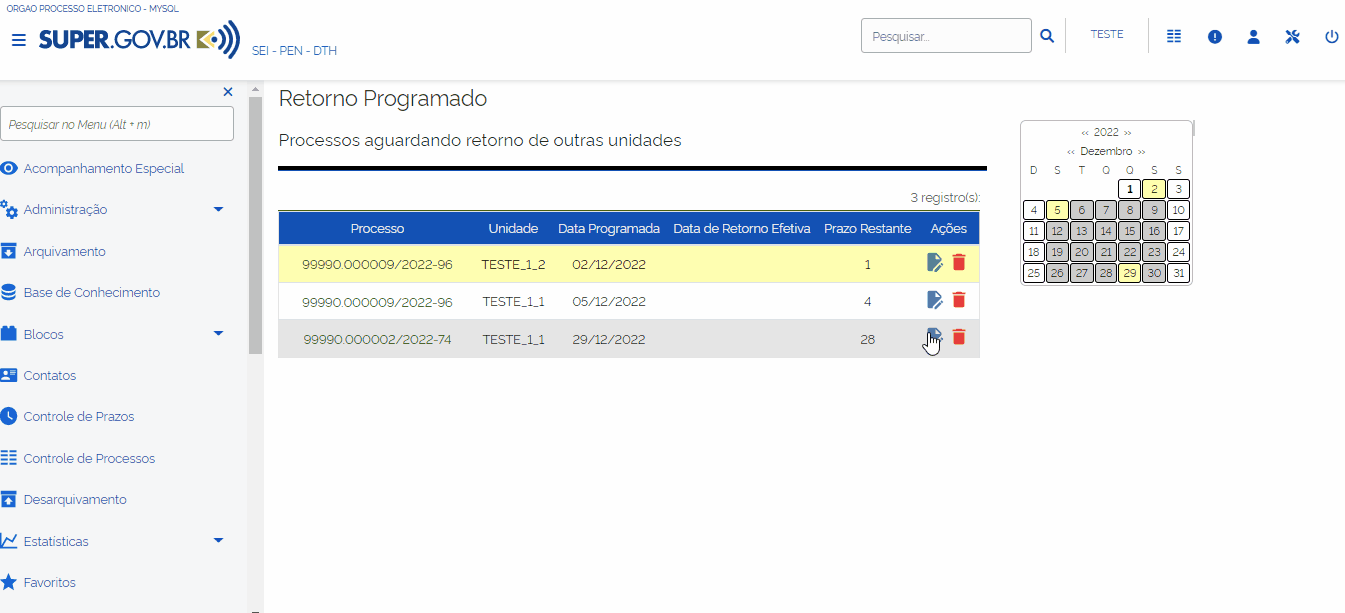 ORGAO PROCESSO ELETRONICO - MYSQL
SUPER.GOV.BR
SEI - PEN - DTH
Pesquisar...
TESTE
Pesquisar no Menu (Alt + m)
Acompanhamento Especial
Administração
Arquivamento
Base de Conhecimento
Blocos
Contatos
Controle de Prazos
Controle de Processos
Desarquivamento
Estatísticas
Favoritos
Retorno Programado
Processos aguardando retorno de outras unidades
3 registro(s):
Processo Unidade Data Programada Data de Retorno Efetiva Prazo Restante Ações
99990.000009/2022-96 TESTE_1_2 02/12/2022 1
99990.000009/2022-96 TESTE_1_1 05/12/2022 4
99990.000002/2022-74 TESTE_1_1 29/12/2022 28
‹‹ 2022 ››
‹‹ Dezembro ››
D S T Q Q S S
1 2 3
4 5 6 7 8 9 10
11 12 13 14 15 16 17
18 19 20 21 22 23 24
25 26 27 28 29 30 31